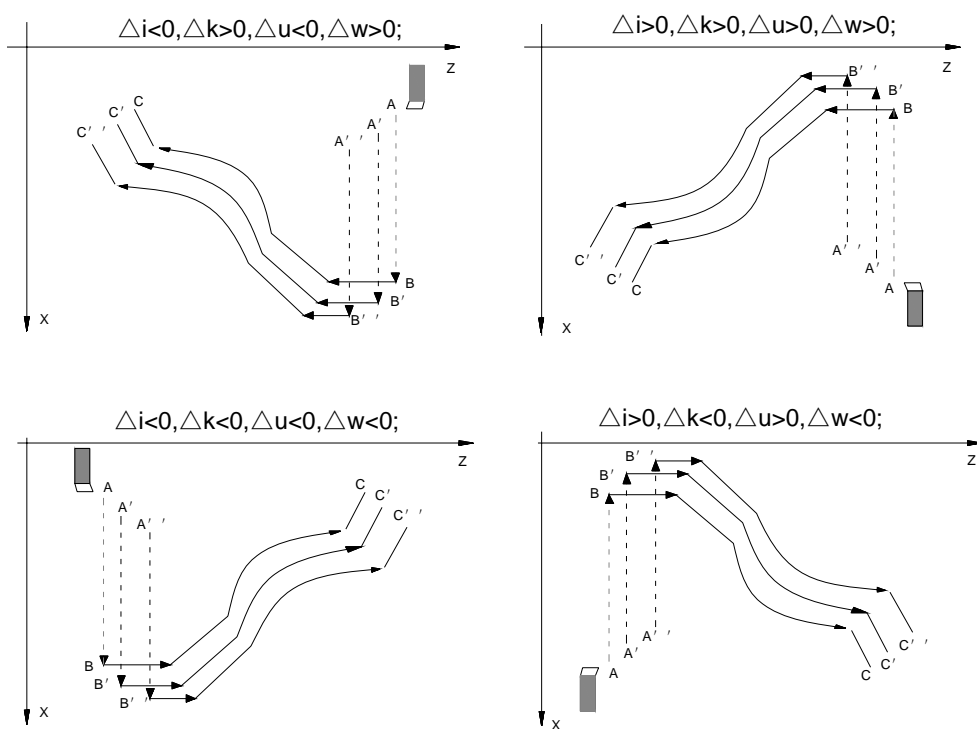 △i<0,△k>0,△u<0,△w>0;
Z
A
C
C′
A′
C′ ′
A′ ′
B
B′
B′ ′
X
△i>0,△k>0,△u>0,△w>0;
Z
B′ ′
B′
B
A′ ′
C′ ′
A′
C′
C
A
X
△i<0,△k<0,△u<0,△w<0;
Z
A
C
C′
A′
C′ ′
A′ ′
B
B′
B′ ′
X
△i>0,△k<0,△u>0,△w<0;
B′ ′
Z
B′
B
A′ ′
C′ ′
A′
C′
A
C
X